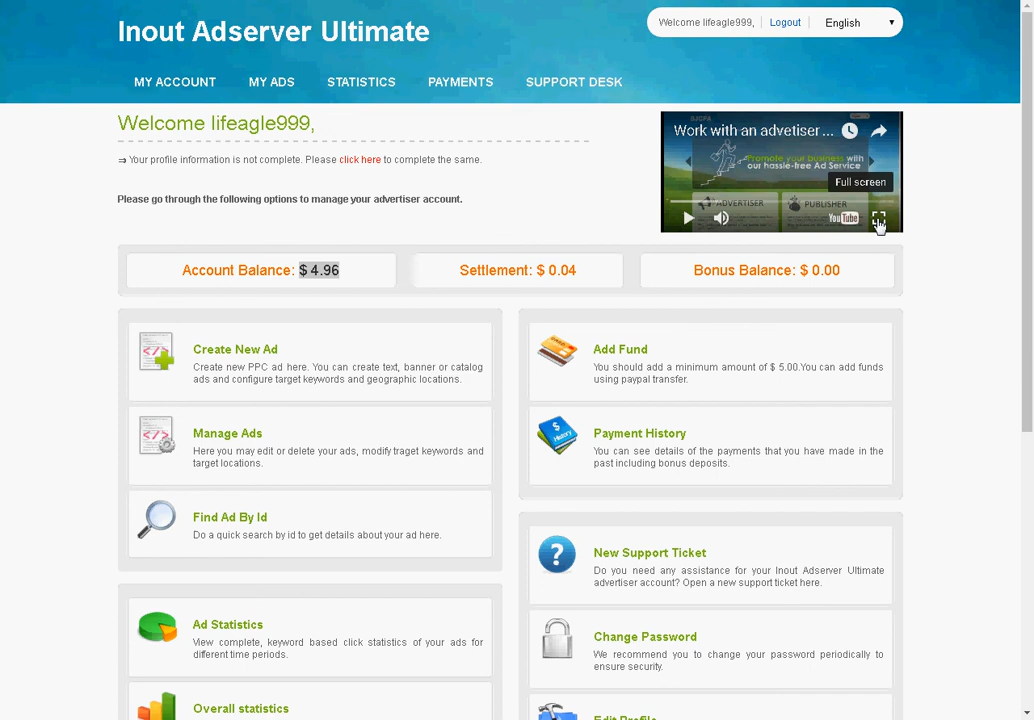 Inout Adserver Ultimate
Welcome lifeagle999,
Logout
English
MY ACCOUNT
MY ADS
STATISTICS
PAYMENTS
SUPPORT DESK
Welcome lifeagle999,
⇒ Your profile information is not complete. Please click here to complete the same.
Please go through the following options to manage your advertiser account.
Work with an advetiser ...
Promote your business with
our hassle-free Ad Service
Full screen
ADVERTISER
PUBLISHER
YouTube
Account Balance: $ 4.96
Settlement: $ 0.04
Bonus Balance: $ 0.00
Create New Ad
Create new PPC ad here. You can create text, banner or catalog
ads and configure target keywords and geographic locations.
Manage Ads
Here you may edit or delete your ads, modify traget keywords and
target locations.
Find Ad By Id
Do a quick search by id to get details about your ad here.
Ad Statistics
View complete, keyword based click statistics of your ads for
different time periods.
Overall statistics
Add Fund
You should add a minimum amount of $ 5.00.You can add funds
using paypal transfer.
$
History
Payment History
You can see details of the payments that you have made in the
past including bonus deposits.
New Support Ticket
Do you need any assistance for your Inout Adserver Ultimate
advertiser account? Open a new support ticket here.
Change Password
We recommend you to change your password periodically to
ensure security.
Edit Profile